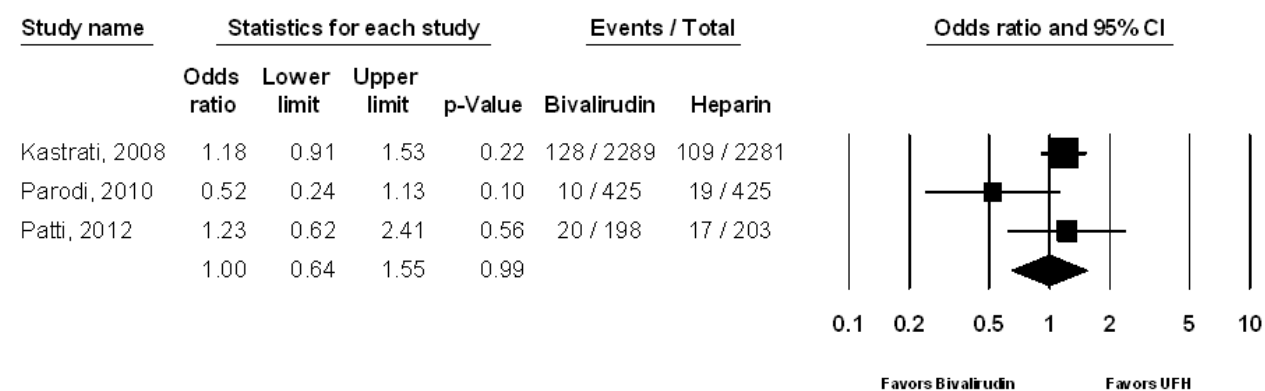 Study name Statistics for each study Events / Total Odds ratio and 95% CI
Odds Lower Upper
ratio limit limit p-Value Bivalirudin Heparin
Kastrati, 2008 1.18 0.91 1.53 0.22 128 / 2289 109 / 2281
Parodi, 2010 0.52 0.24 1.13 0.10 10 / 425 19 / 425
Patti, 2012 1.23 0.62 2.41 0.56 20 / 198 17 / 203
1.00 0.64 1.55 0.99
0.1 0.2 0.5 1 2 5 10
Favors Bivalirudin Favors UFH